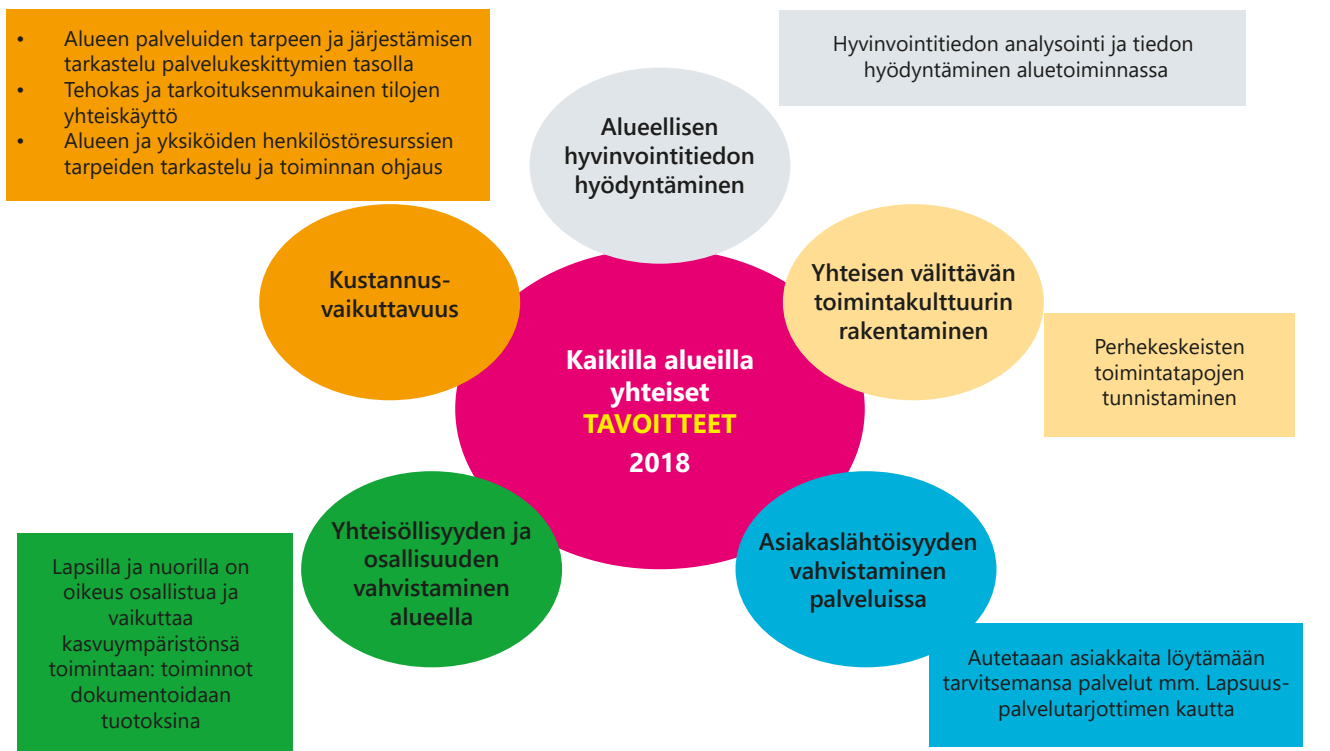 • Alueen palveluiden tarpeen ja järjestämisen
tarkastelu palvelukeskittymien tasolla
• Tehokas ja tarkoituksenmukainen tilojen
yhteiskäyttö
• Alueen ja yksiköiden henkilöstöresurssien
tarpeiden tarkastelu ja toiminnan ohjaus
Hyvinvointitiedon analysointi ja tiedon
hyödyntäminen aluetoiminnassa
Alueellisen
hyvinvointitiedon
hyödyntäminen
Kustannus-
vaikuttavuus
Yhteisen välittävän
toimintakulttuurin
rakentaminen
Perhekeskeisten
toimintatapojen
tunnistaminen
Kaikilla alueilla
yhteiset
TAVOITTEET
2018
Yhteisöllisyyden ja
osallisuuden
vahvistaminen
alueella
Asiakaslähtöisyyden
vahvistaminen
palveluissa
Lapsilla ja nuorilla on
oikeus osallistua ja
vaikuttaa
kasvuympäristönsä
toimintaan: toiminnot
dokumentoidaan
tuotoksina
Autetaaan asiakkaita löytämään
tarvitsemansa palvelut mm. Lapsuus-
palvelutarjottimen kautta